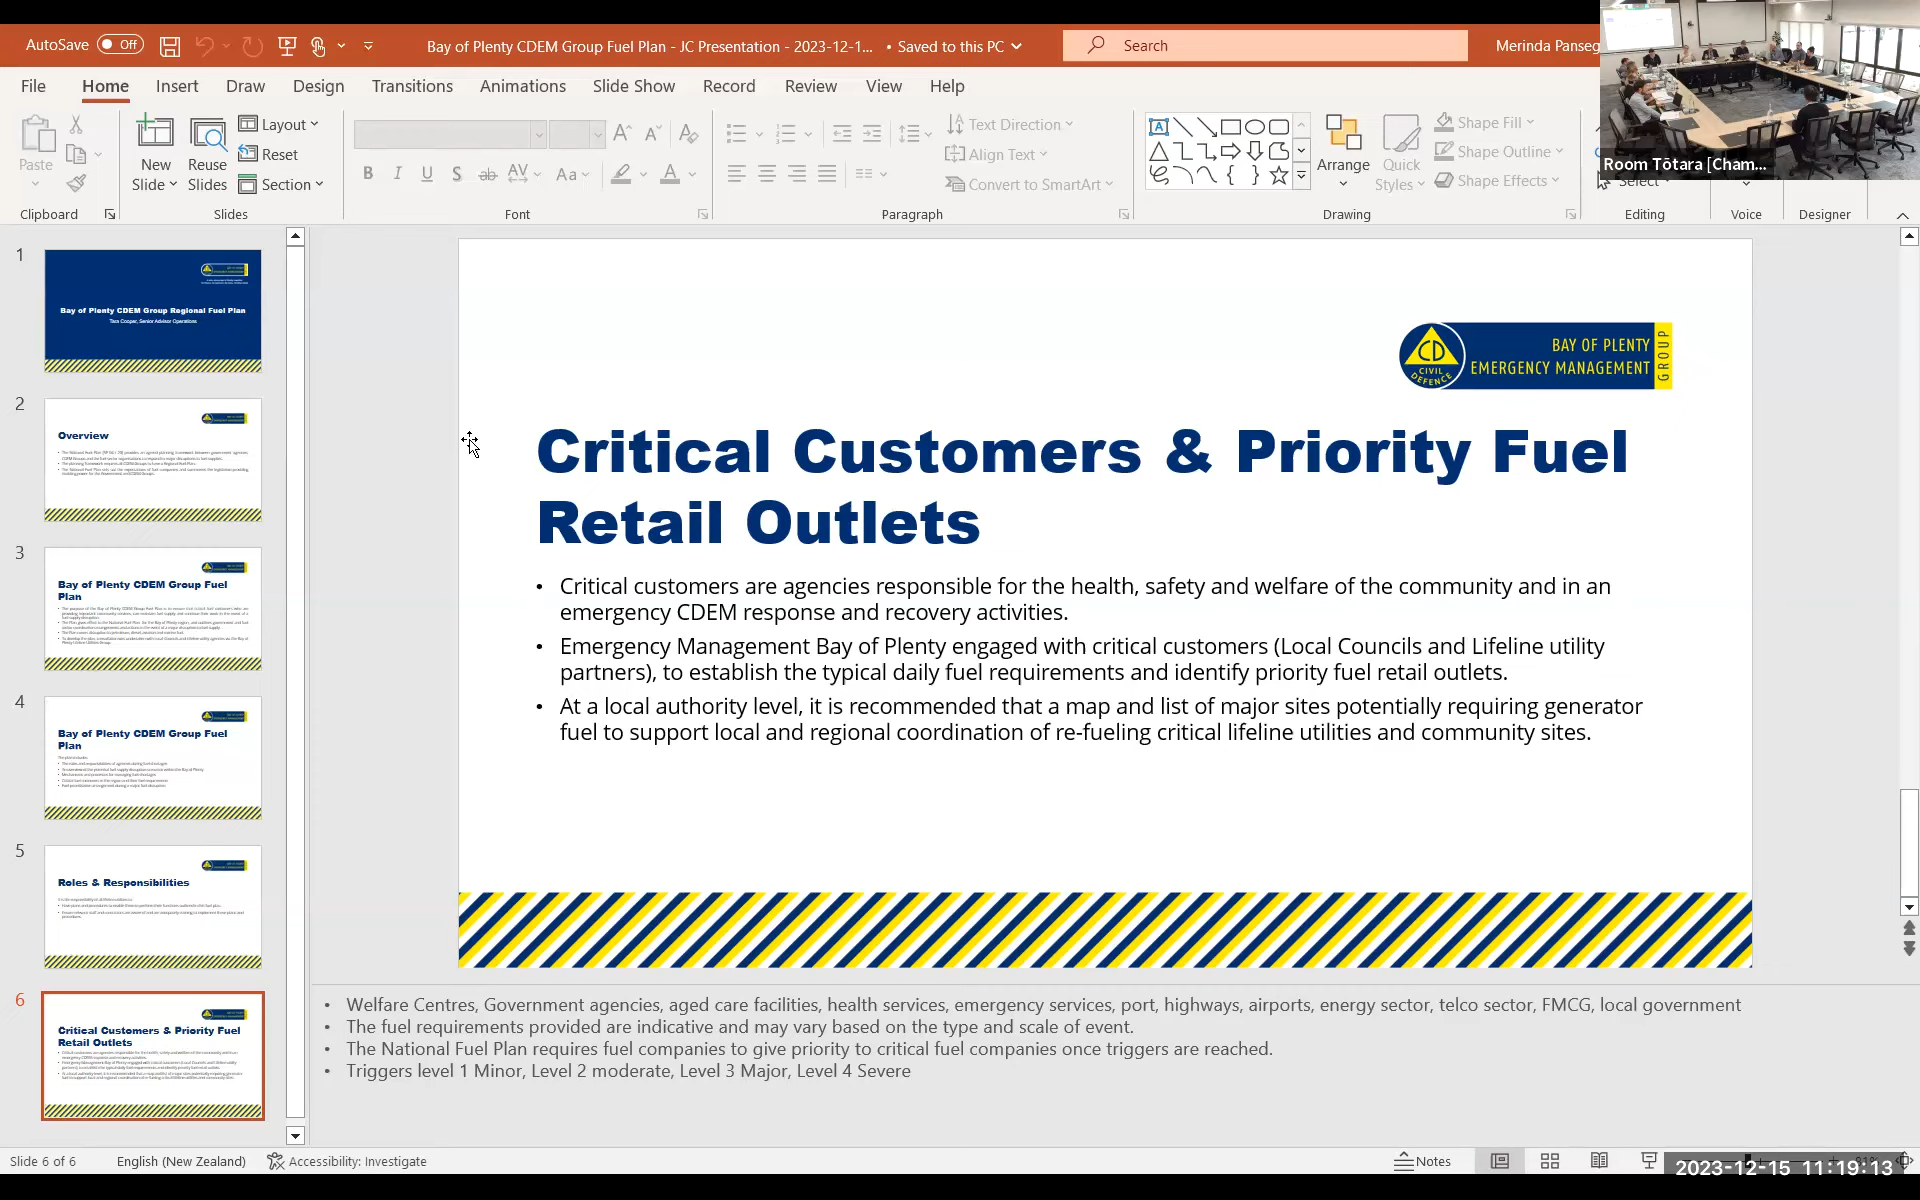 AutoSave Off
Bay of Plenty CDEM Group Fuel Plan - JC Presentation - 2023-12-1... • Saved to this PC
Search
Merinda Panseg
File Home Insert Draw Design Transitions Animations Slide Show Record Review View Help
Paste
New Slide
Reuse Slides
Layout
Reset
Section
Text Direction
Align Text
Convert to SmartArt
Arrange
Quick Styles
Shape Fill
Shape Outline
Shape Effects
Select
Room Tōtara [Cham...
Clipboard Slides Font Paragraph Drawing Editing Voice Designer
1
Bay of Plenty CDEM Group Regional Fuel Plan
Tara Cooper, Senior Advisor Operations
2
Overview
3
Bay of Plenty CDEM Group Fuel
Plan
4
Bay of Plenty CDEM Group Fuel
Plan
5
Roles & Responsibilities
6
Critical Customers & Priority Fuel
Retail Outlets
CD
CIVIL
DEFENCE
BAY OF PLENTY
EMERGENCY MANAGEMENT
GROUP
Critical Customers & Priority Fuel
Retail Outlets
• Critical customers are agencies responsible for the health, safety and welfare of the community and in an
emergency CDEM response and recovery activities.
• Emergency Management Bay of Plenty engaged with critical customers (Local Councils and Lifeline utility
partners), to establish the typical daily fuel requirements and identify priority fuel retail outlets.
• At a local authority level, it is recommended that a map and list of major sites potentially requiring generator
fuel to support local and regional coordination of re-fueling critical lifeline utilities and community sites.
• Welfare Centres, Government agencies, aged care facilities, health services, emergency services, port, highways, airports, energy sector, telco sector, FMCG, local government
• The fuel requirements provided are indicative and may vary based on the type and scale of event.
• The National Fuel Plan requires fuel companies to give priority to critical fuel companies once triggers are reached.
• Triggers level 1 Minor, Level 2 moderate, Level 3 Major, Level 4 Severe
Slide 6 of 6
English (New Zealand)
Accessibility: Investigate
Notes
2023-12-15 11:19:13